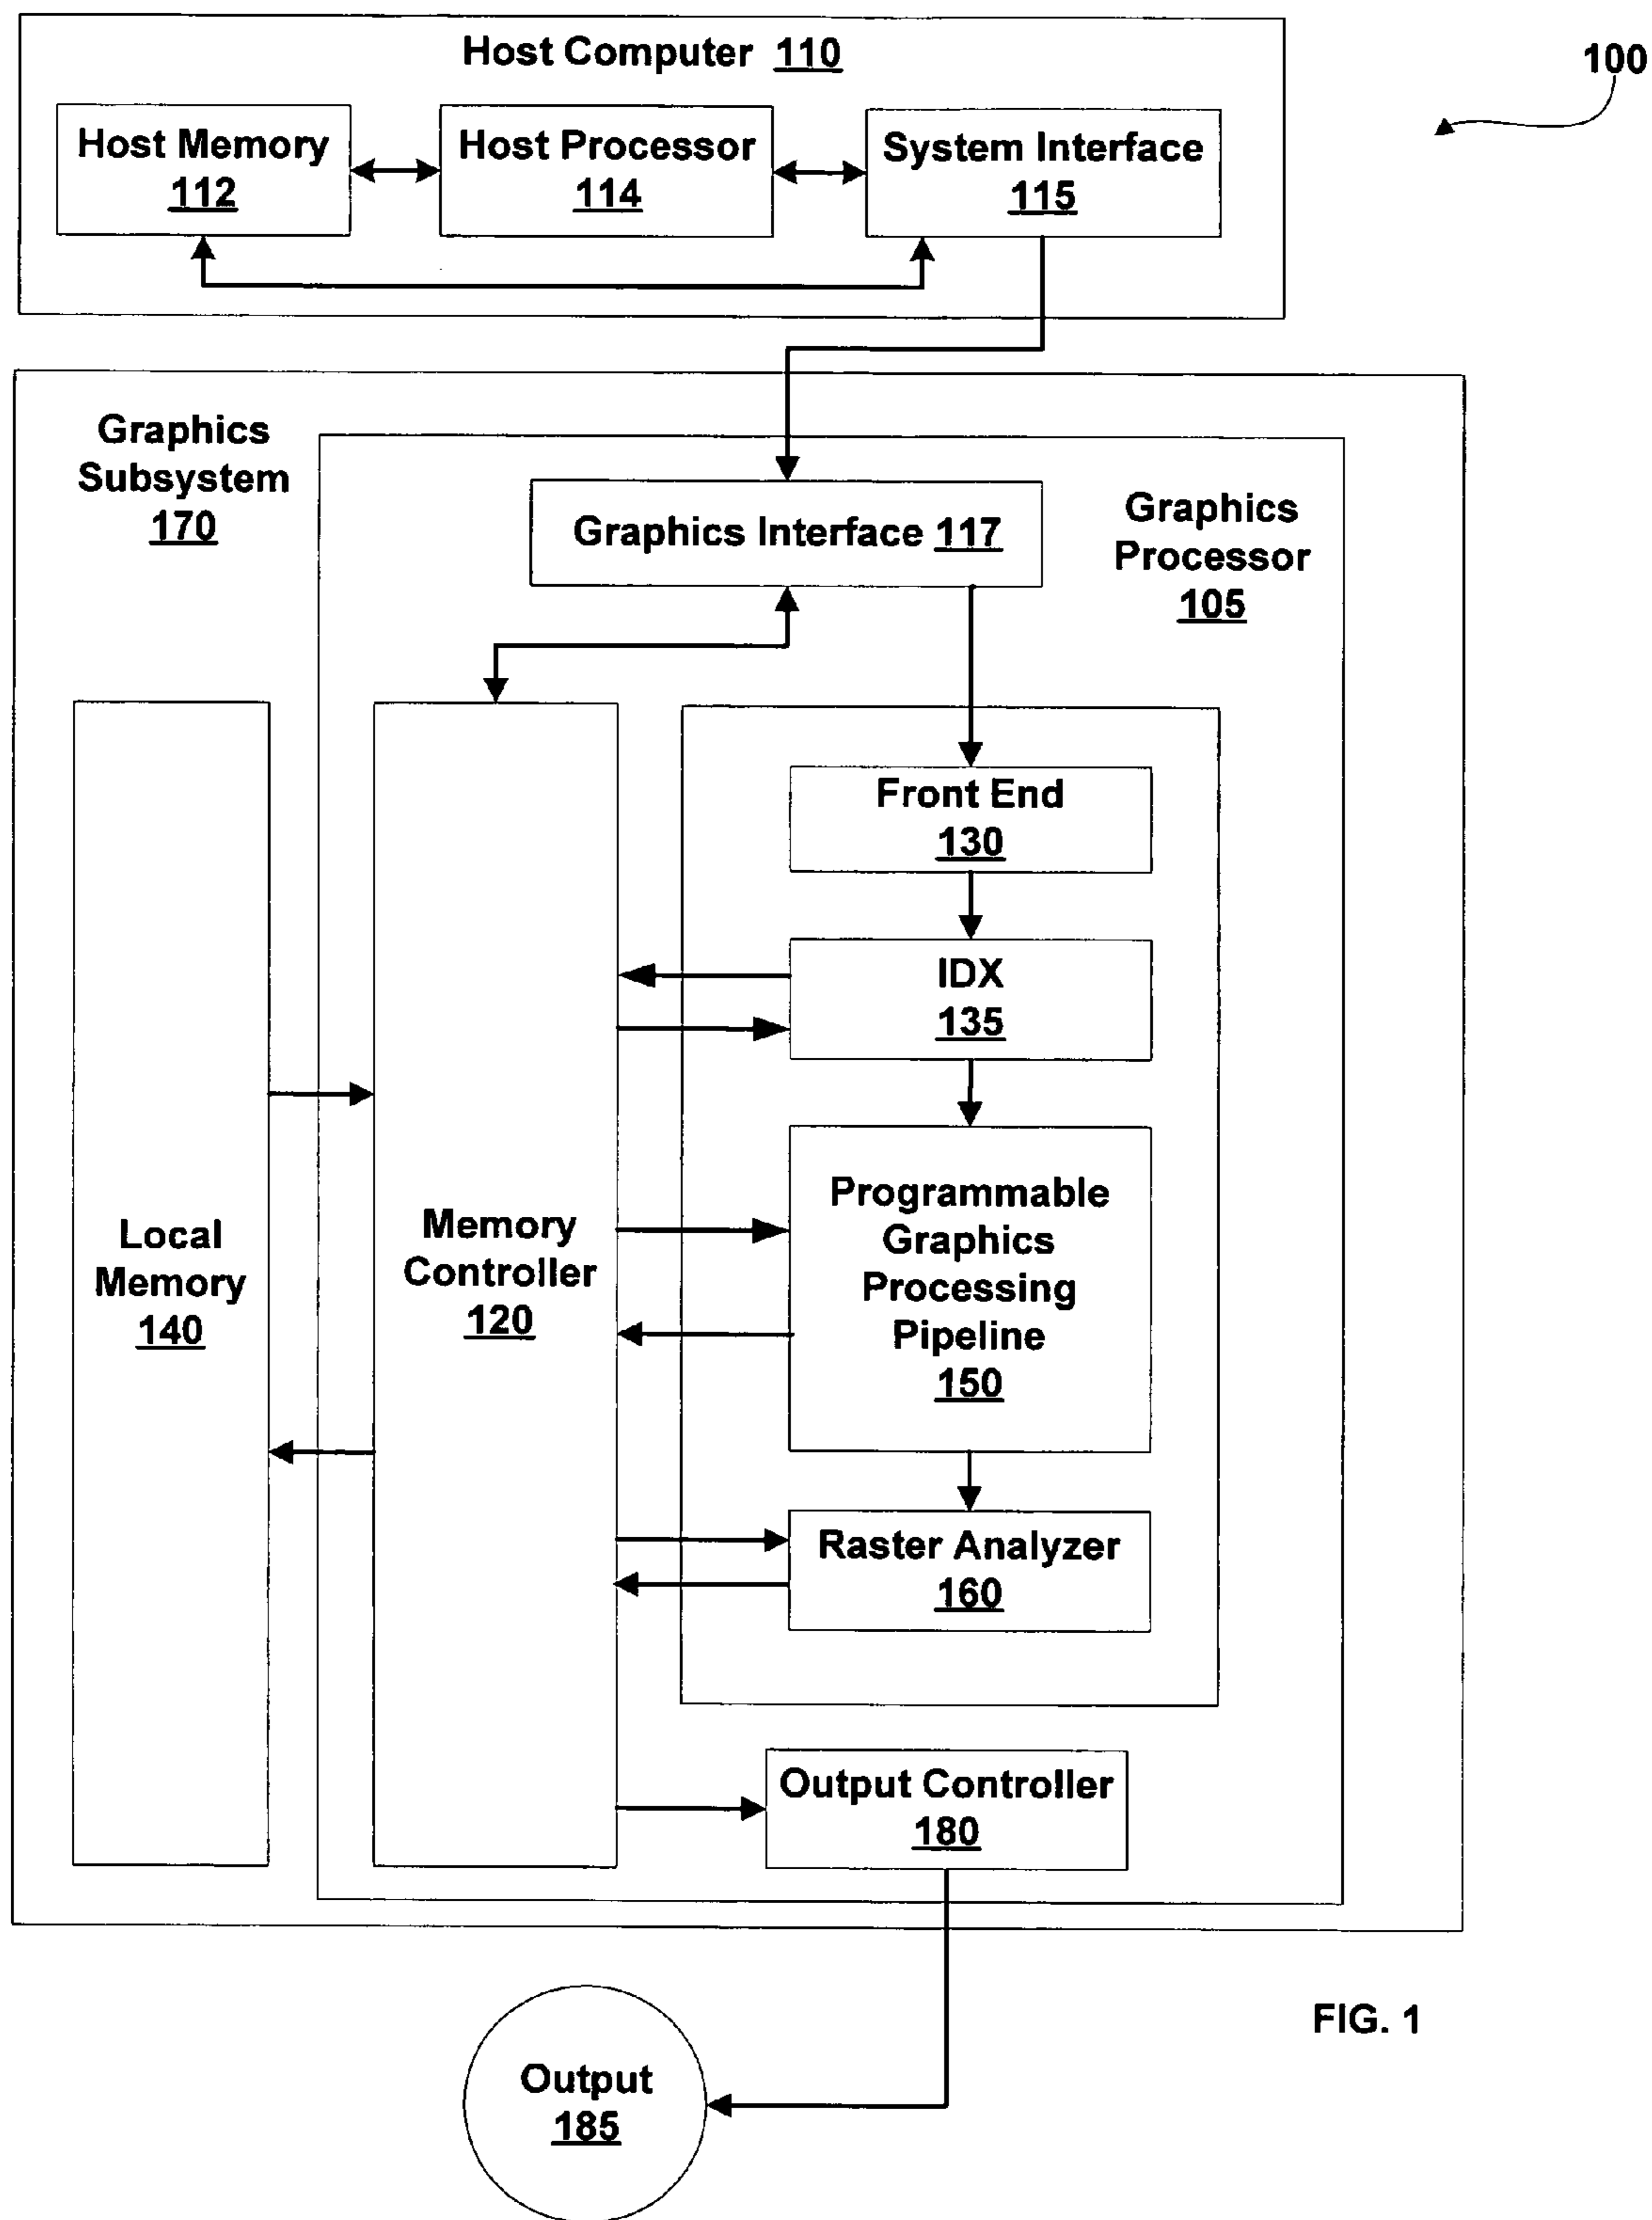 Host Computer 110
100
Host Memory
112
Host Processor
114
System Interface
115
Graphics
Subsystem
170
Graphics Interface 117
Graphics
Processor
105
Front End
130
IDX
135
Local
Memory
140
Memory
Controller
120
Programmable
Graphics
Processing
Pipeline
150
Raster Analyzer
160
Output Controller
180
Output
185
FIG. 1